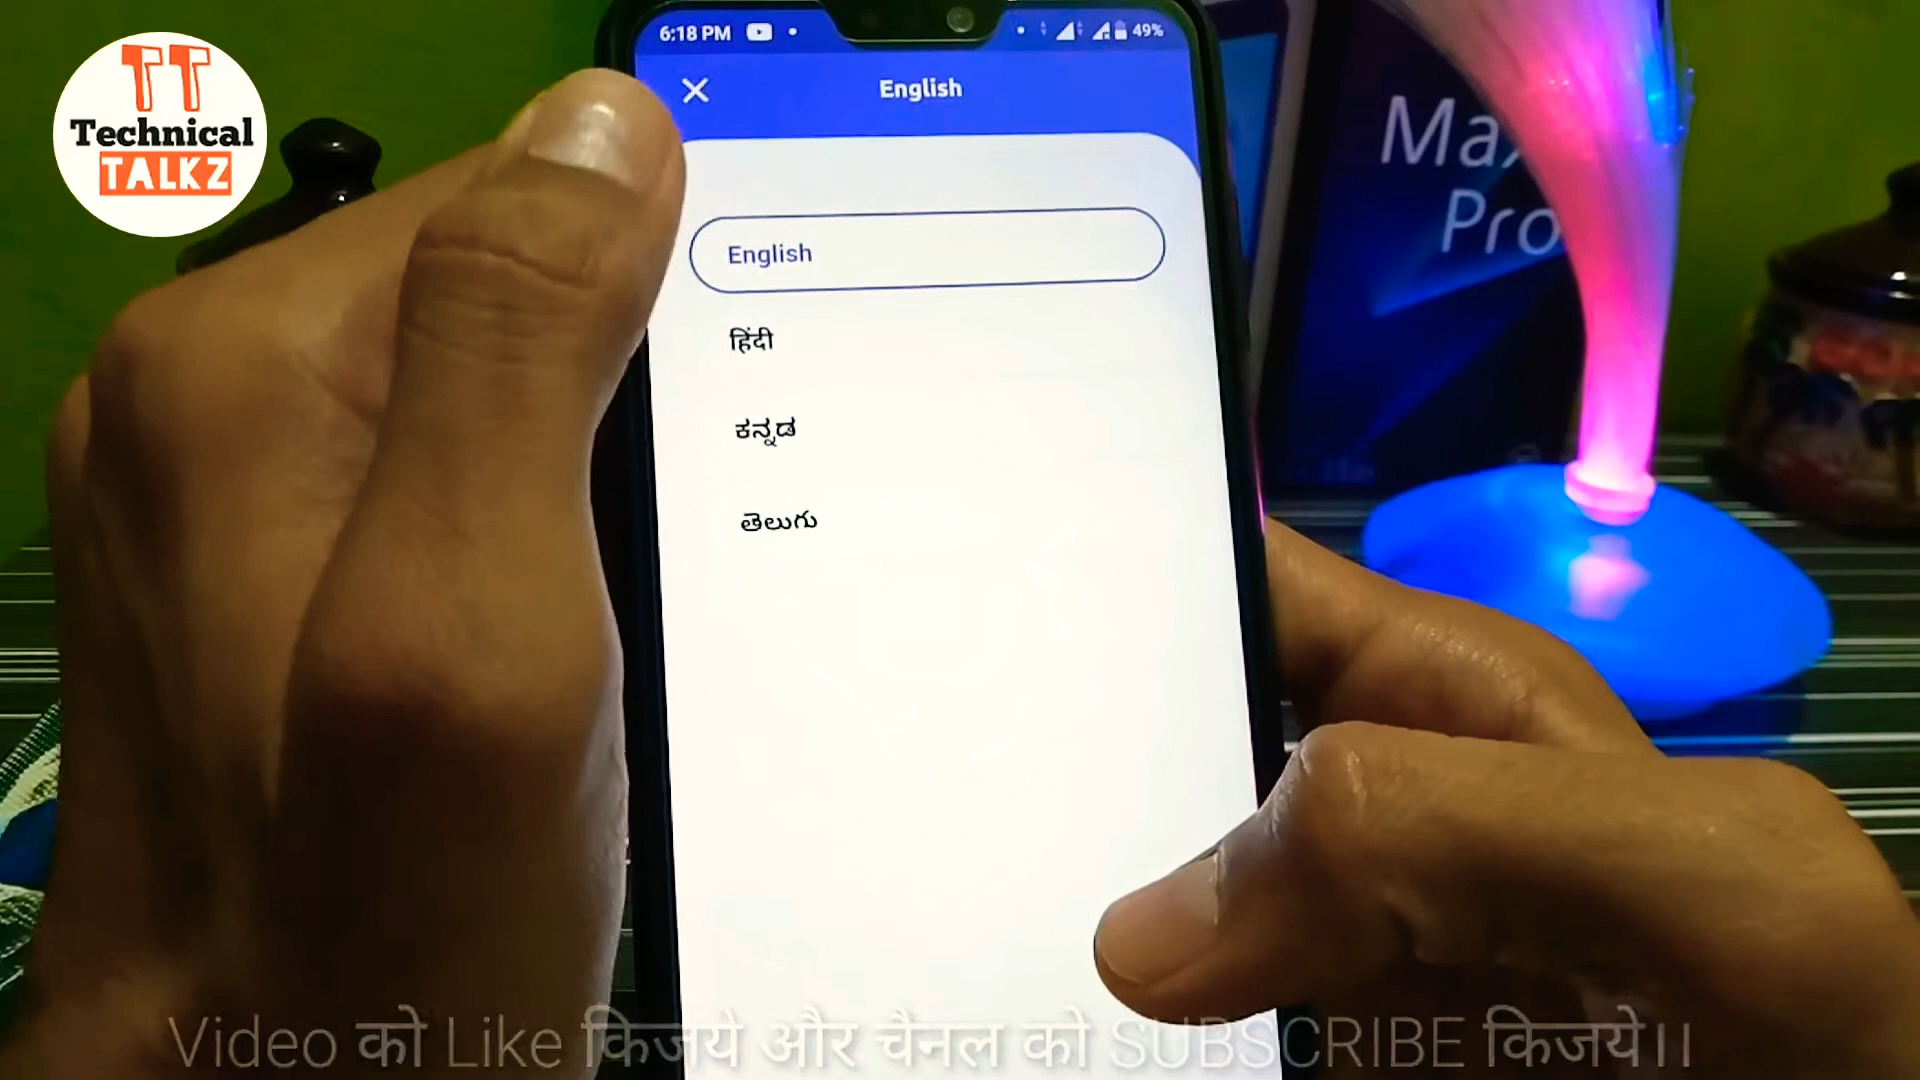 TT
Technical
TALKZ
6:18 PM
49%
English
English
हिंदी
ಕನ್ನಡ
తెలుగు
Max
Pro
Video को Like किजये और चैनल को SUBSCRIBE किजये।।